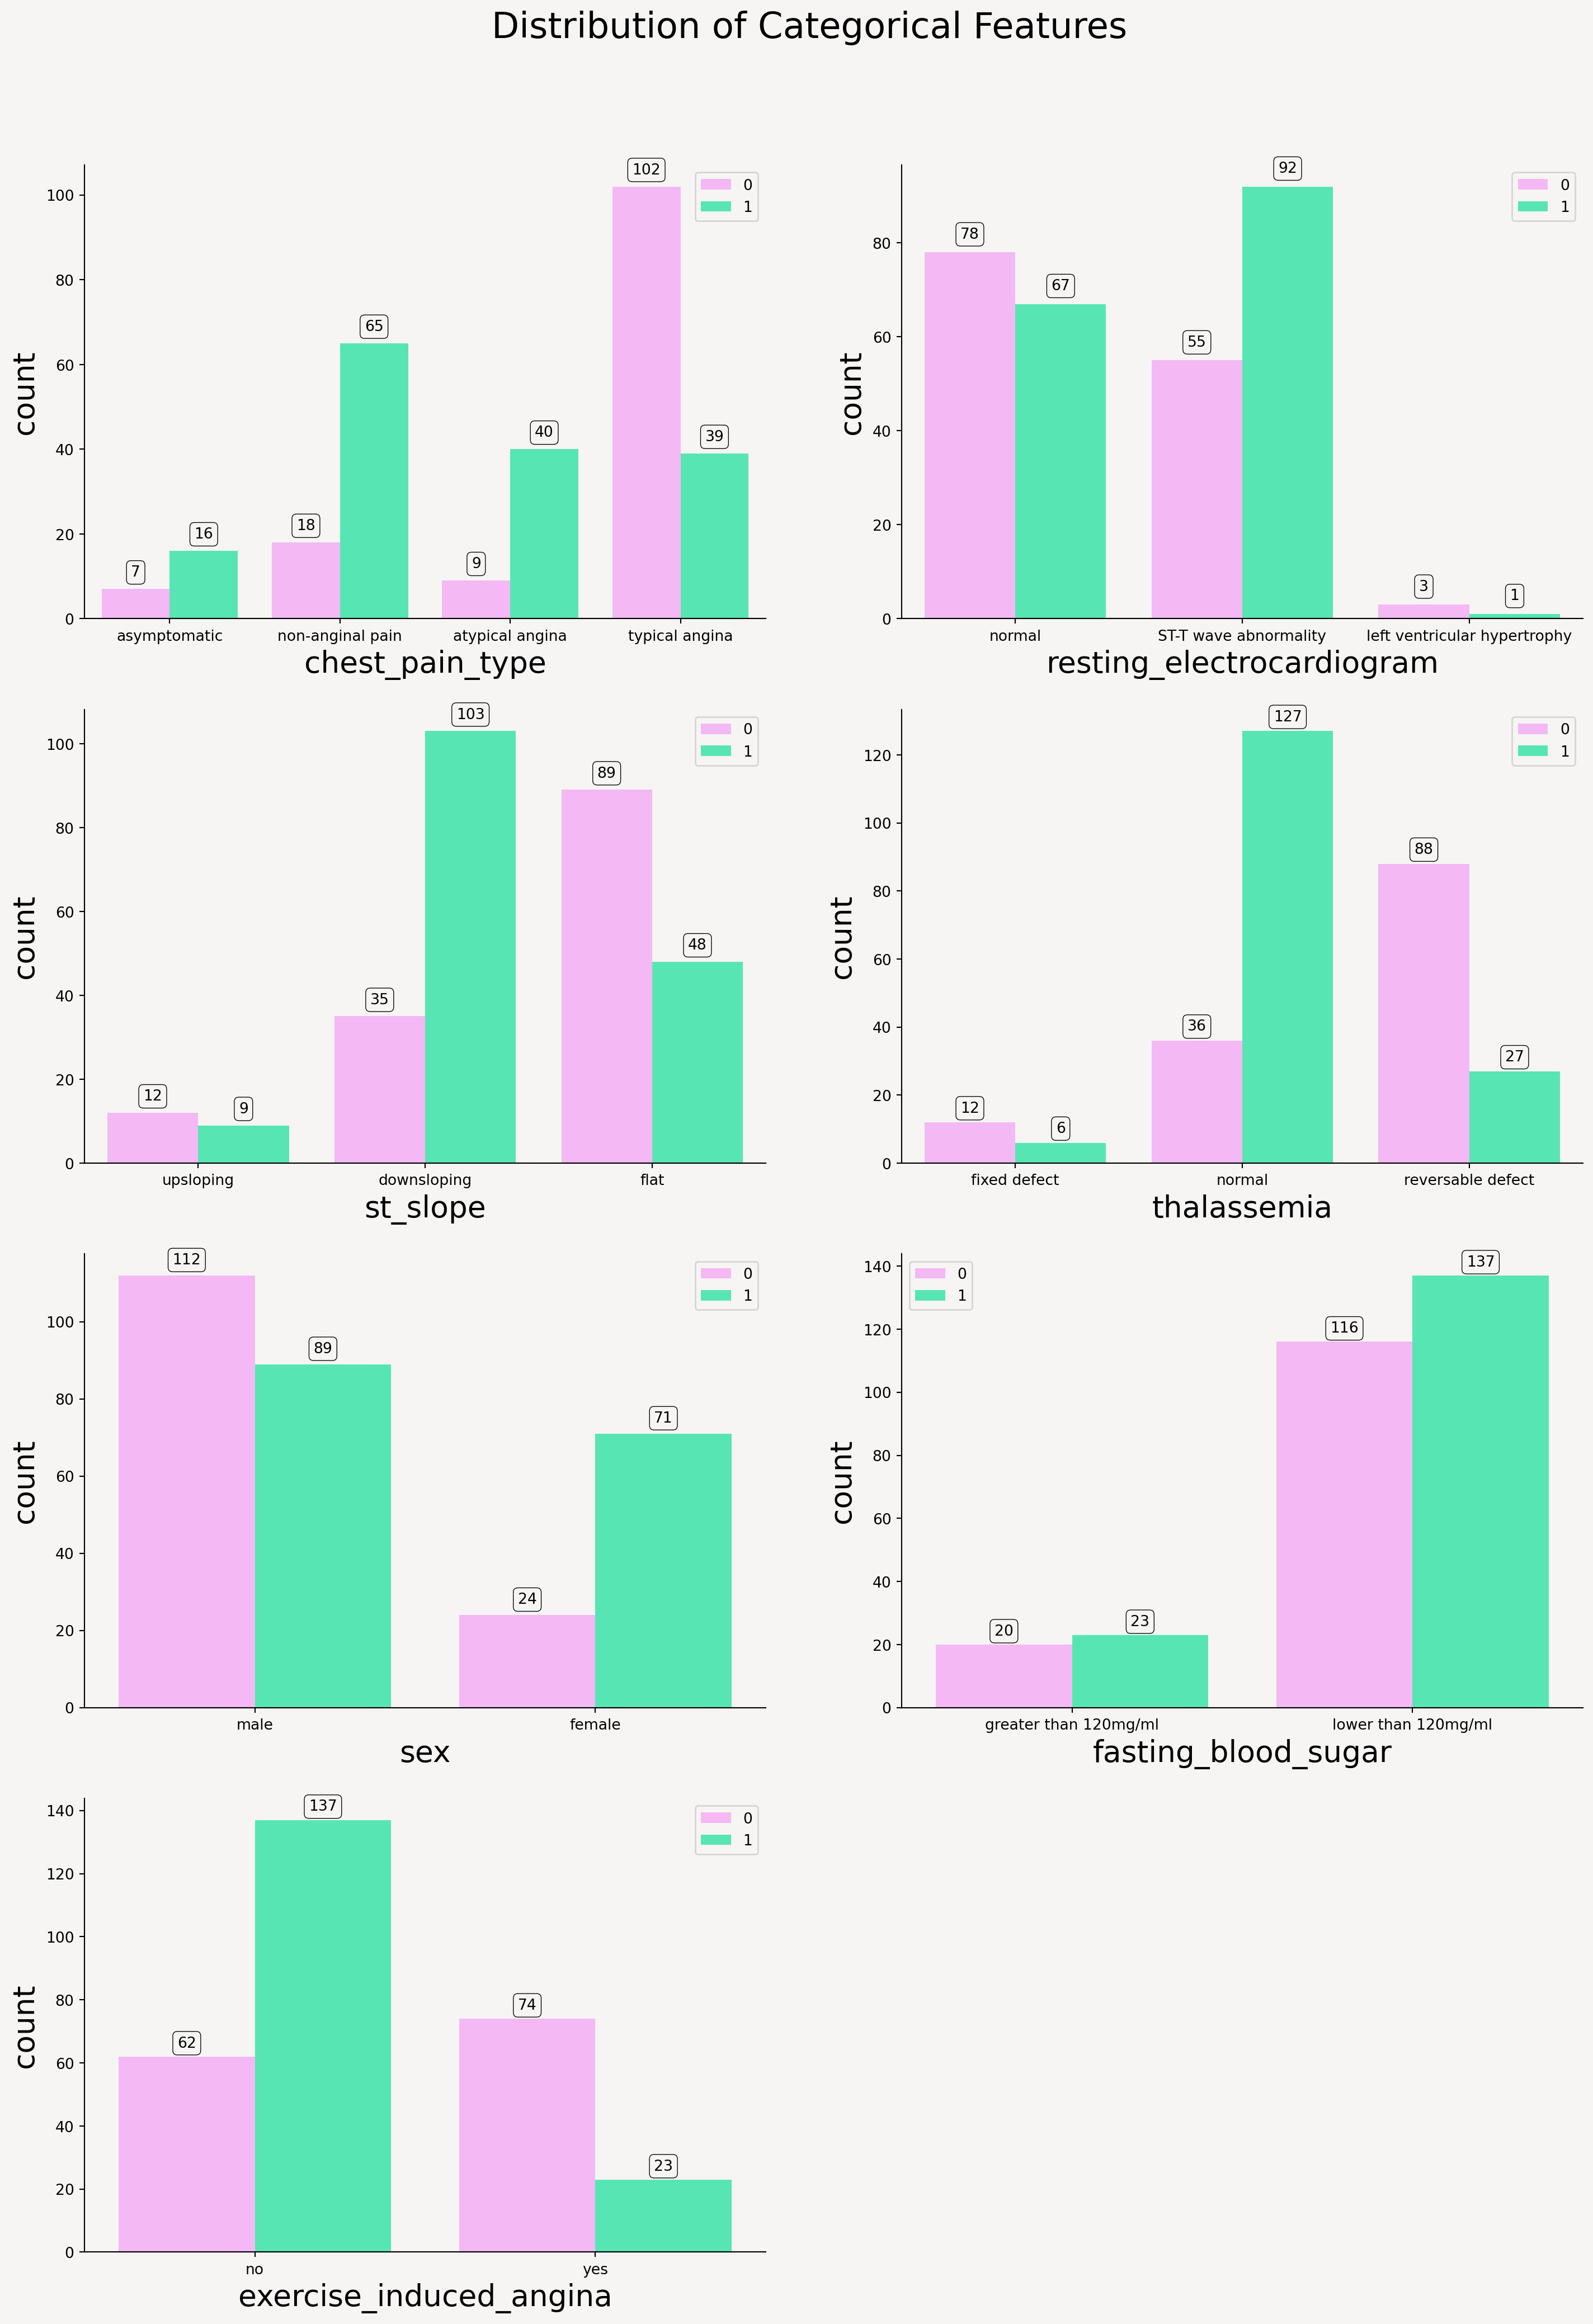 Distribution of Categorical Features
count
100
80
60
40
20
0
7
16
18
65
9
40
102
39
0
1
asymptomatic
non-anginal pain
atypical angina
typical angina
chest_pain_type
count
80
60
40
20
0
78
67
55
92
3
1
0
1
normal
ST-T wave abnormality
left ventricular hypertrophy
resting_electrocardiogram
count
100
80
60
40
20
0
12
9
35
103
89
48
0
1
upsloping
downsloping
flat
st_slope
count
120
100
80
60
40
20
0
12
6
36
127
88
27
0
1
fixed defect
normal
reversable defect
thalassemia
count
100
80
60
40
20
0
112
89
24
71
0
1
male
female
sex
count
140
120
100
80
60
40
20
0
20
23
116
137
0
1
greater than 120mg/ml
lower than 120mg/ml
fasting_blood_sugar
count
140
120
100
80
60
40
20
0
62
137
74
23
0
1
no
yes
exercise_induced_angina